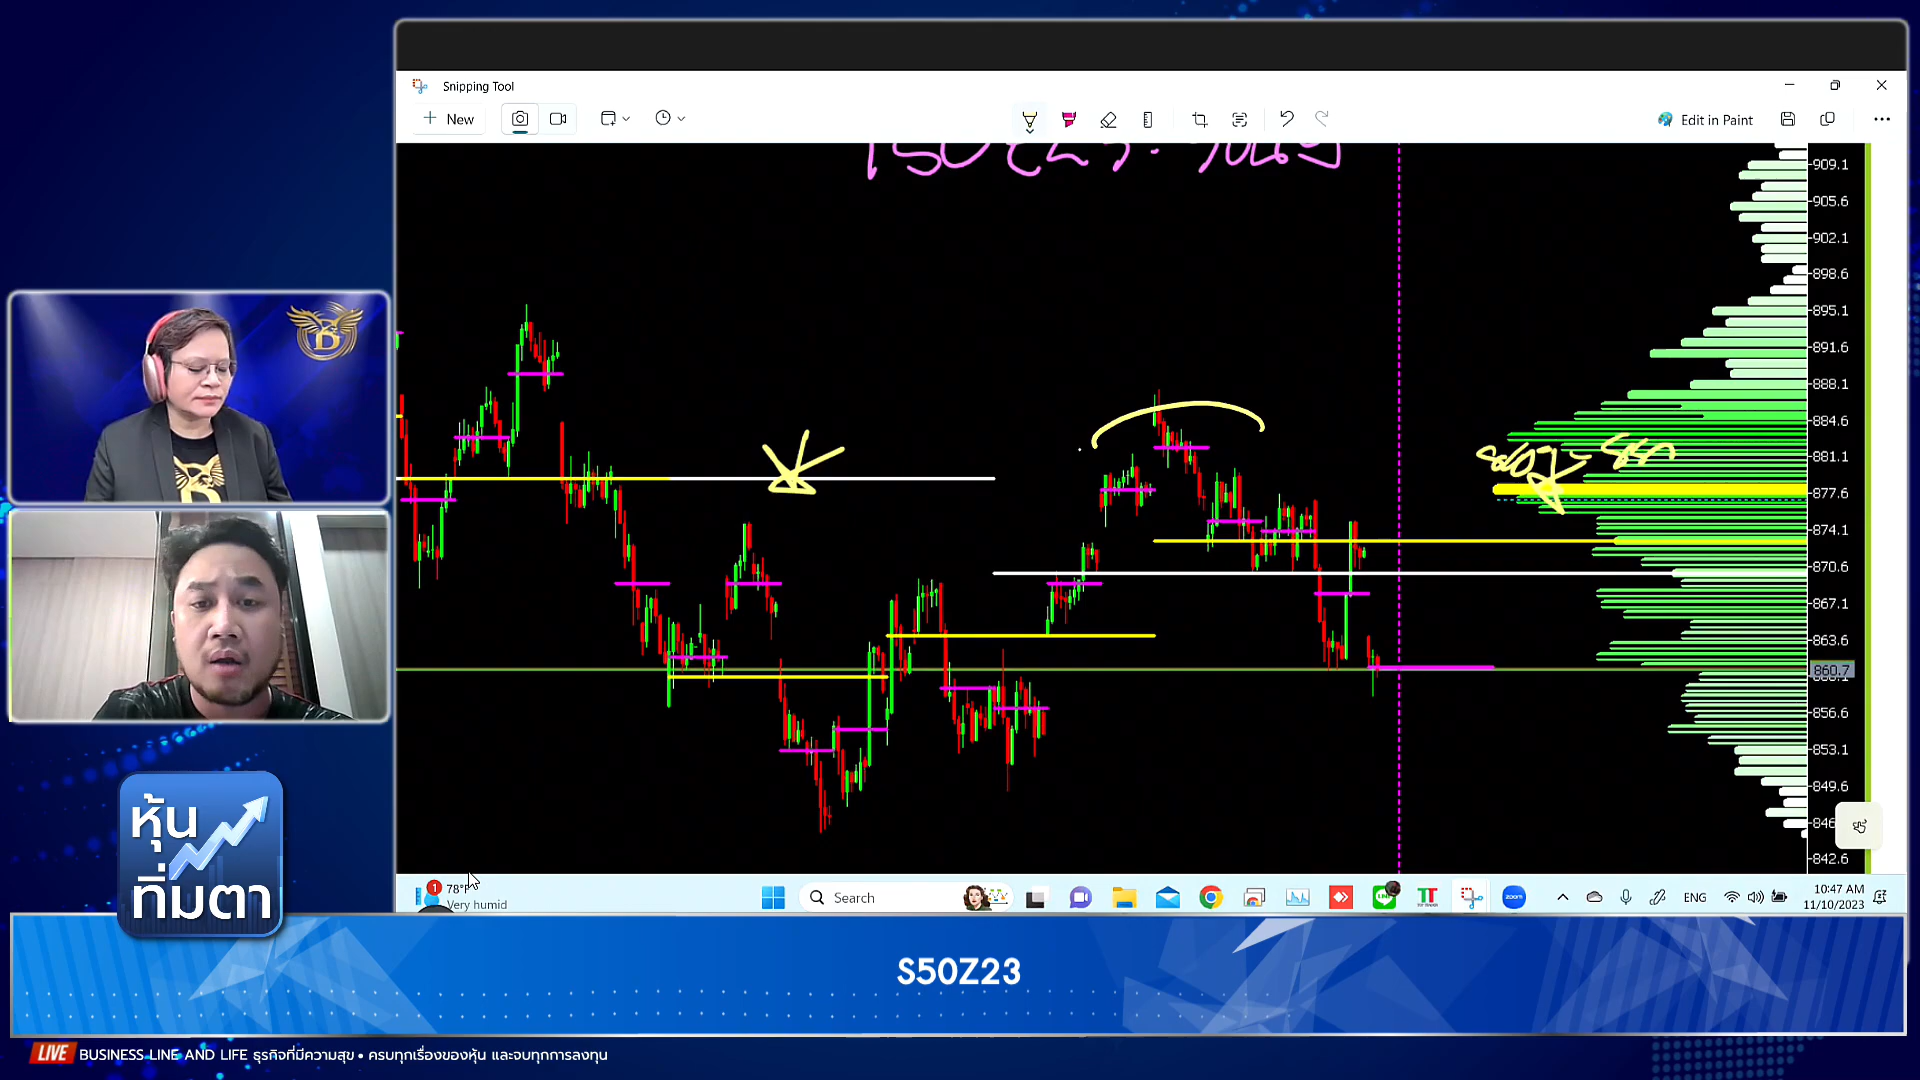 Snipping Tool
New
Edit in Paint
S50Z23:
909.1
905.6
902.1
898.6
895.1
891.6
888.1
884.6
881.1
877.6
874.1
870.6
867.1
863.6
860.7
856.6
853.1
849.6
846
842.6
B
หุ้น
ทิ่มตา
1
78°F
Very humid
Search
zoom
ENG
10:47 AM
11/10/2023
S50Z23
LIVE BUSINESS LINE AND LIFE ธุรกิจที่มีความสุข • ครบทุกเรื่องของหุ้น และจบทุกการลงทุน